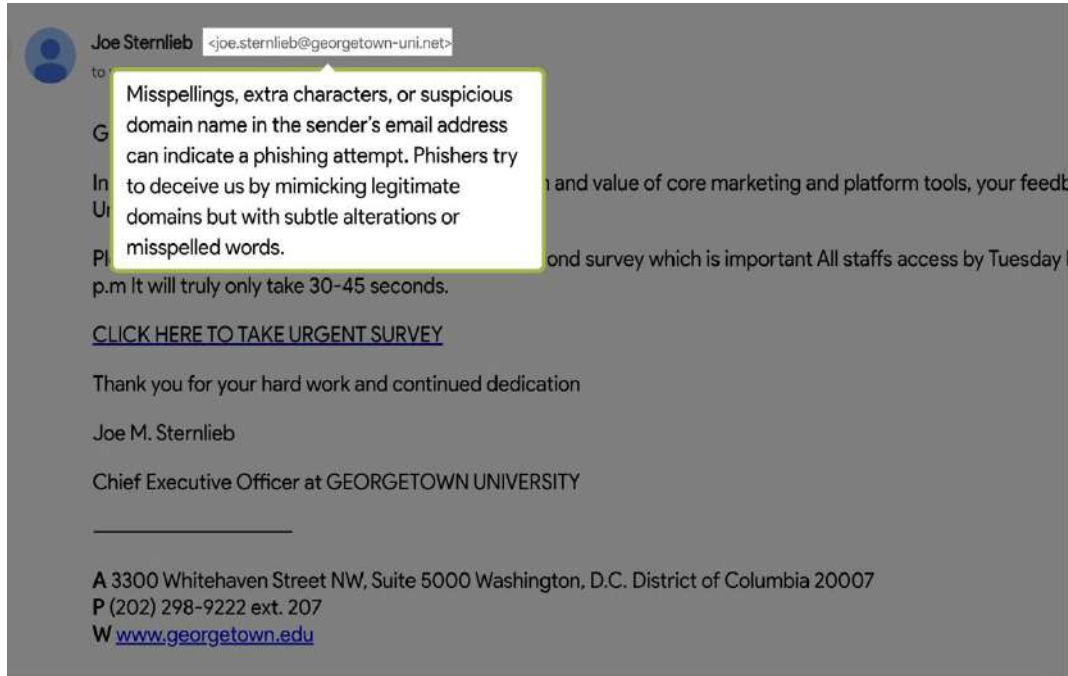 Joe Sternlieb <joe.sternlieb@georgetown-uni.net>
to
Misspellings, extra characters, or suspicious
domain name in the sender's email address
can indicate a phishing attempt. Phishers try
to deceive us by mimicking legitimate
domains but with subtle alterations or
misspelled words.
G
In and value of core marketing and platform tools, your
Pl ond survey which is important All staffs access by Tuesday
p.m It will truly only take 30-45 seconds.
CLICK HERE TO TAKE URGENT SURVEY
Thank you for your hard work and continued dedication
Joe M. Sternlieb
Chief Executive Officer at GEORGETOWN UNIVERSITY
A 3300 Whitehaven Street NW, Suite 5000 Washington, D.C. District of Columbia 20007
P (202) 298-9222 ext. 207
W www.georgetown.edu